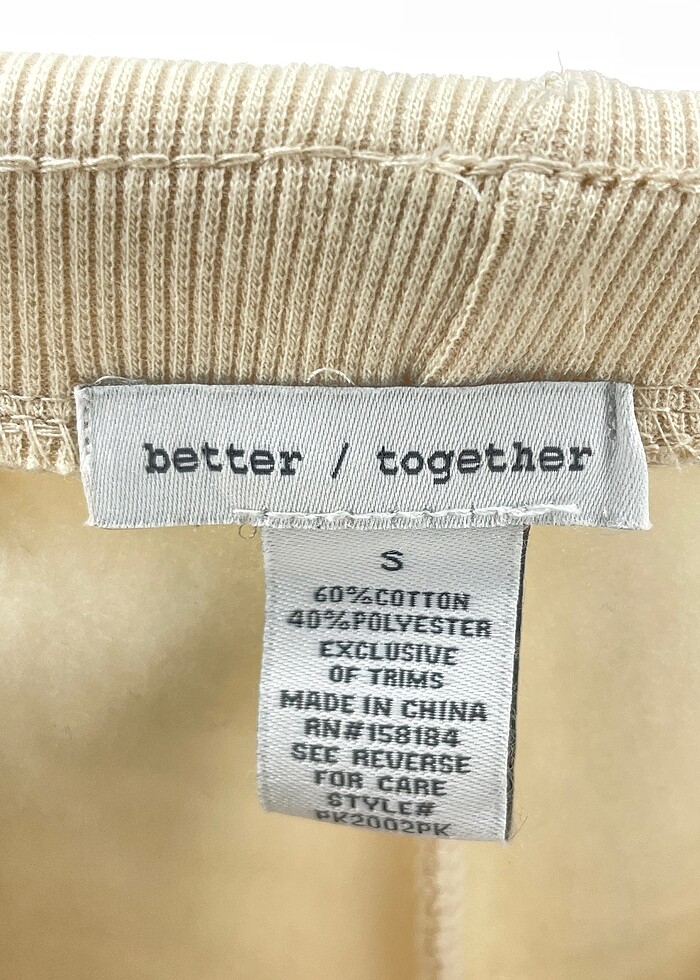 better / together
S
60%COTTON
40%POLYESTER
EXCLUSIVE
OF TRIMS
MADE IN CHINA
RN#158184
SEE REVERSE
FOR CARE
STYLE#
PK2002PK